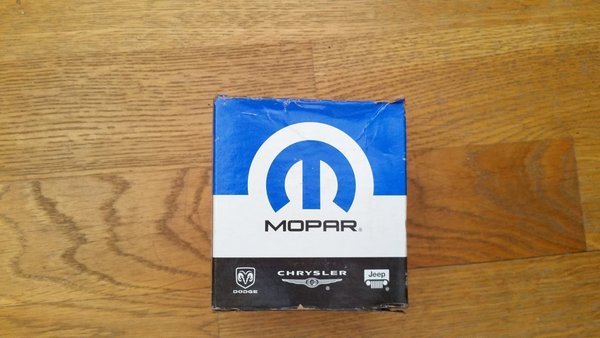 MOPAR®
DODGE
CHRYSLER ®
Jeep ®